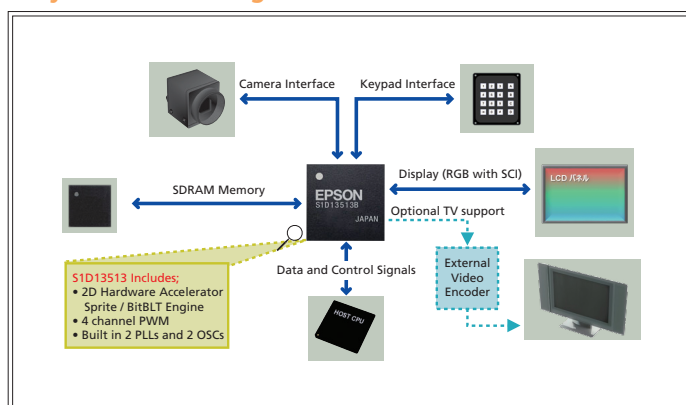 Camera Interface
Keypad Interface
SDRAM Memory
EPSON
S1D13513B
JAPAN
Display (RGB with SCI)
LCD パネル
Optional TV support
S1D13513 Includes;
• 2D Hardware Accelerator
Sprite / BitBLT Engine
• 4 channel PWM
• Built in 2 PLLs and 2 OSCs
Data and Control Signals
HOST CPU
External
Video
Encoder